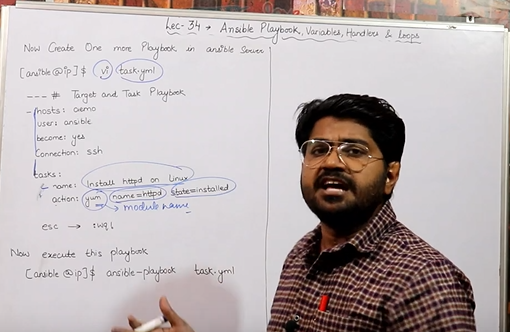 Lec-34 → Ansible Playbook, Variables, Handlers & Loops
Now Create One more Playbook in ansible Server
[ansible@ip]$ vi task.yml
--- # Target and Task Playbook
- hosts: demo
user: ansible
become: yes
Connection: ssh
tasks:
- name: Install httpd on Linux
action: yum name=httpd state=installed
→ module name
esc → :wq!
Now execute this playbook
[ansible@ip]$ ansible-playbook task.yml